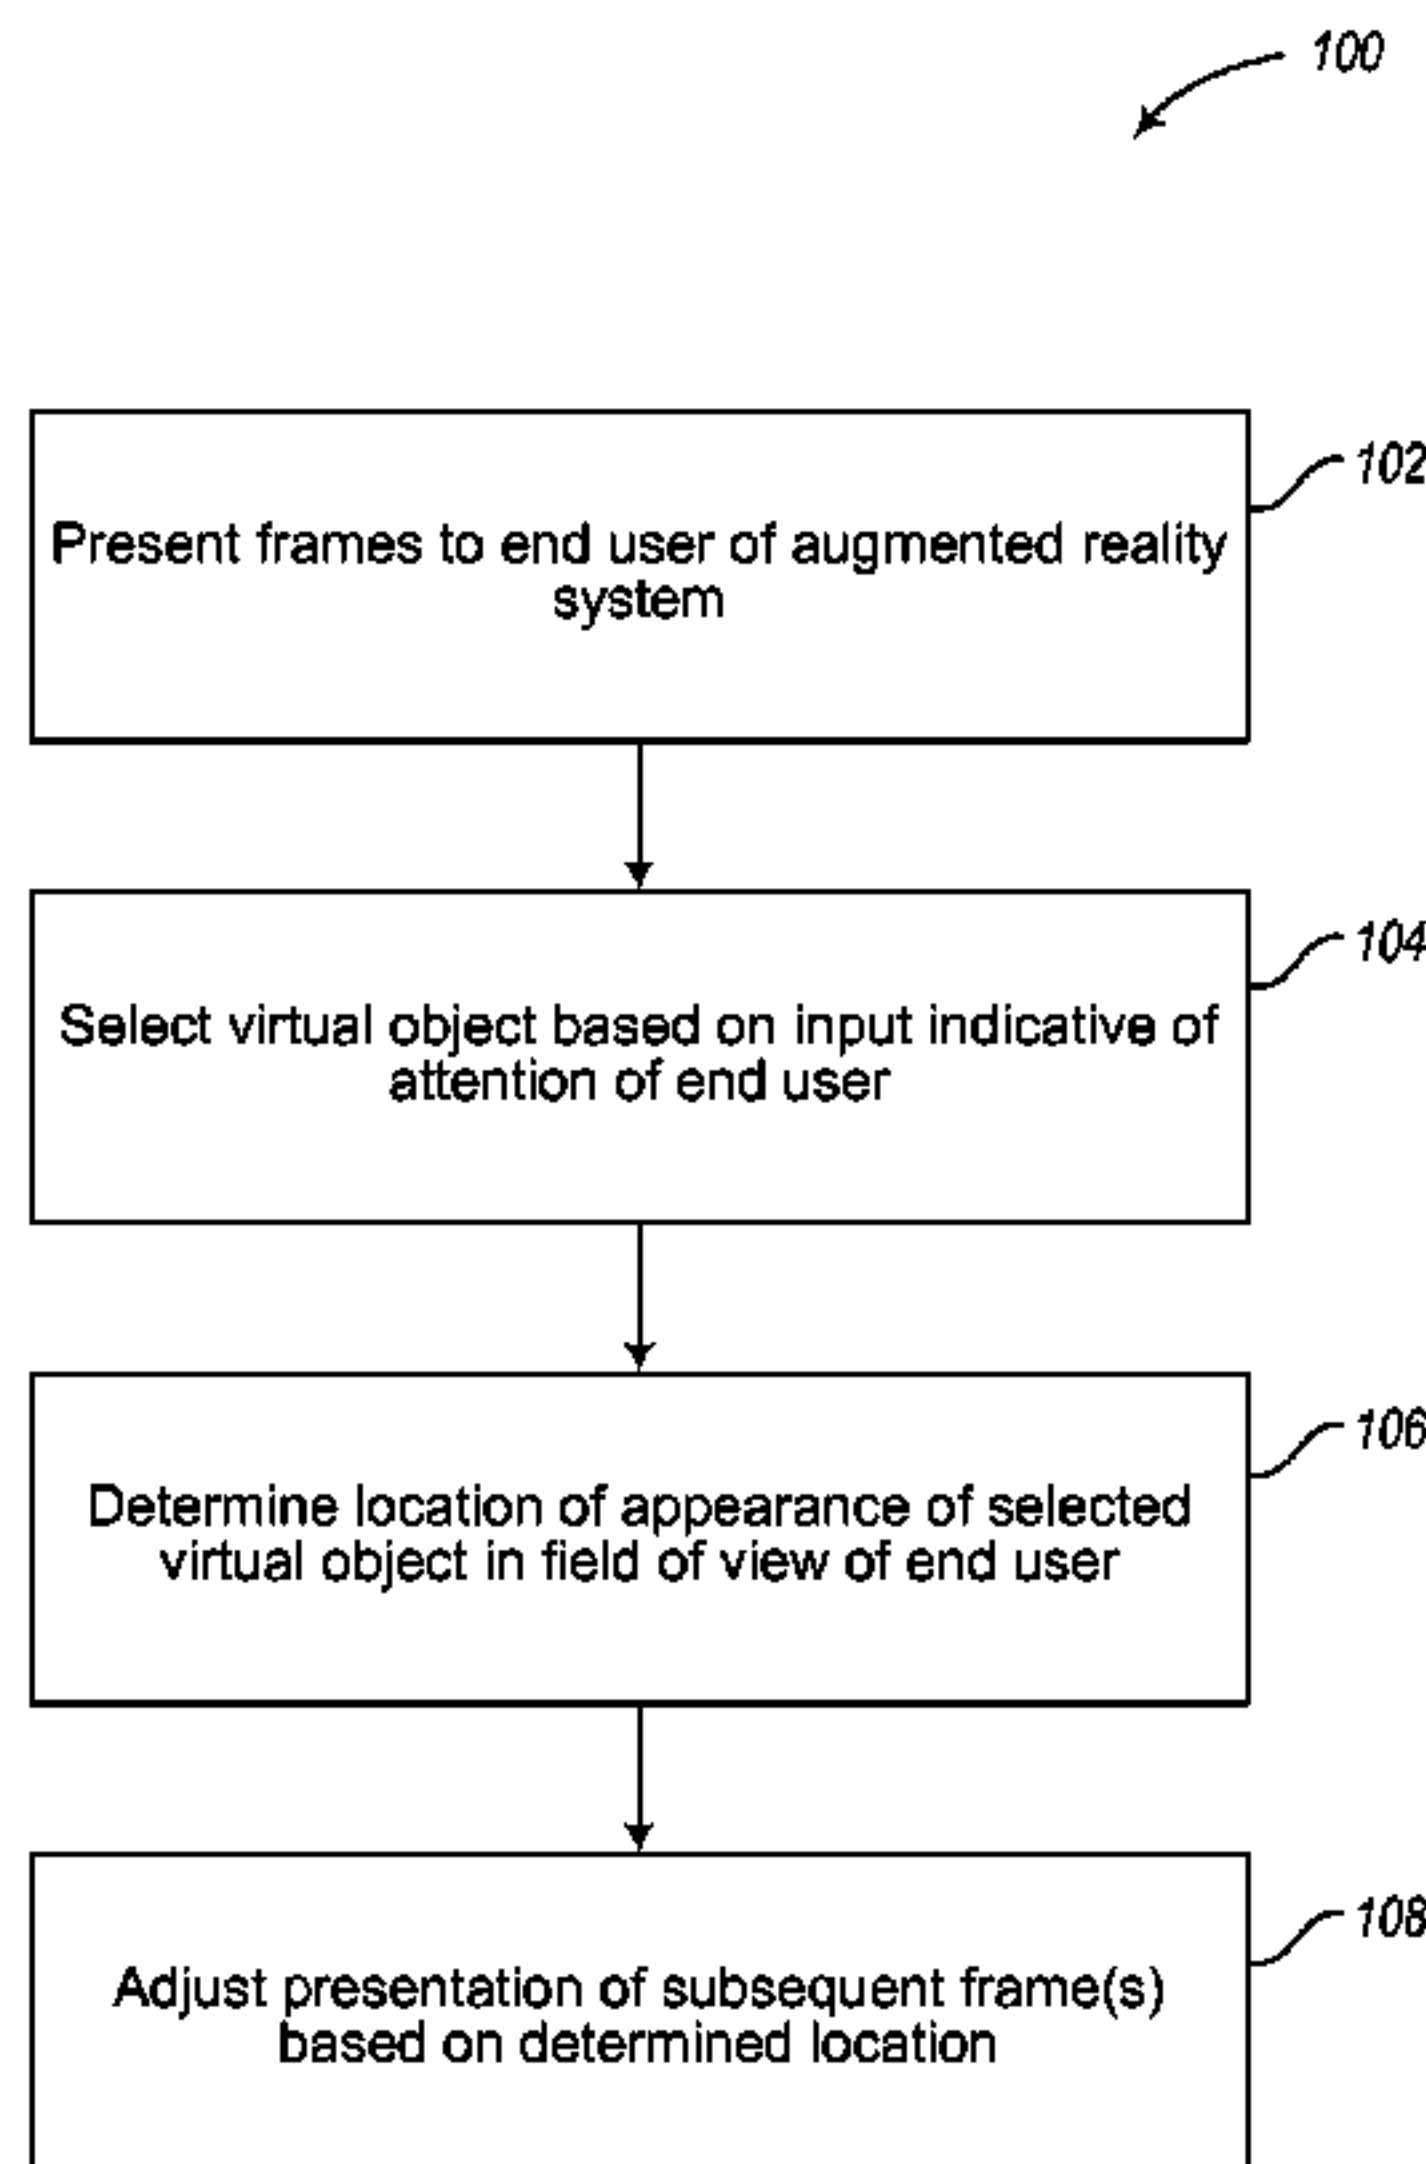 100
102
Present frames to end user of augmented reality
system
104
Select virtual object based on input indicative of
attention of end user
106
Determine location of appearance of selected
virtual object in field of view of end user
108
Adjust presentation of subsequent frame(s)
based on determined location